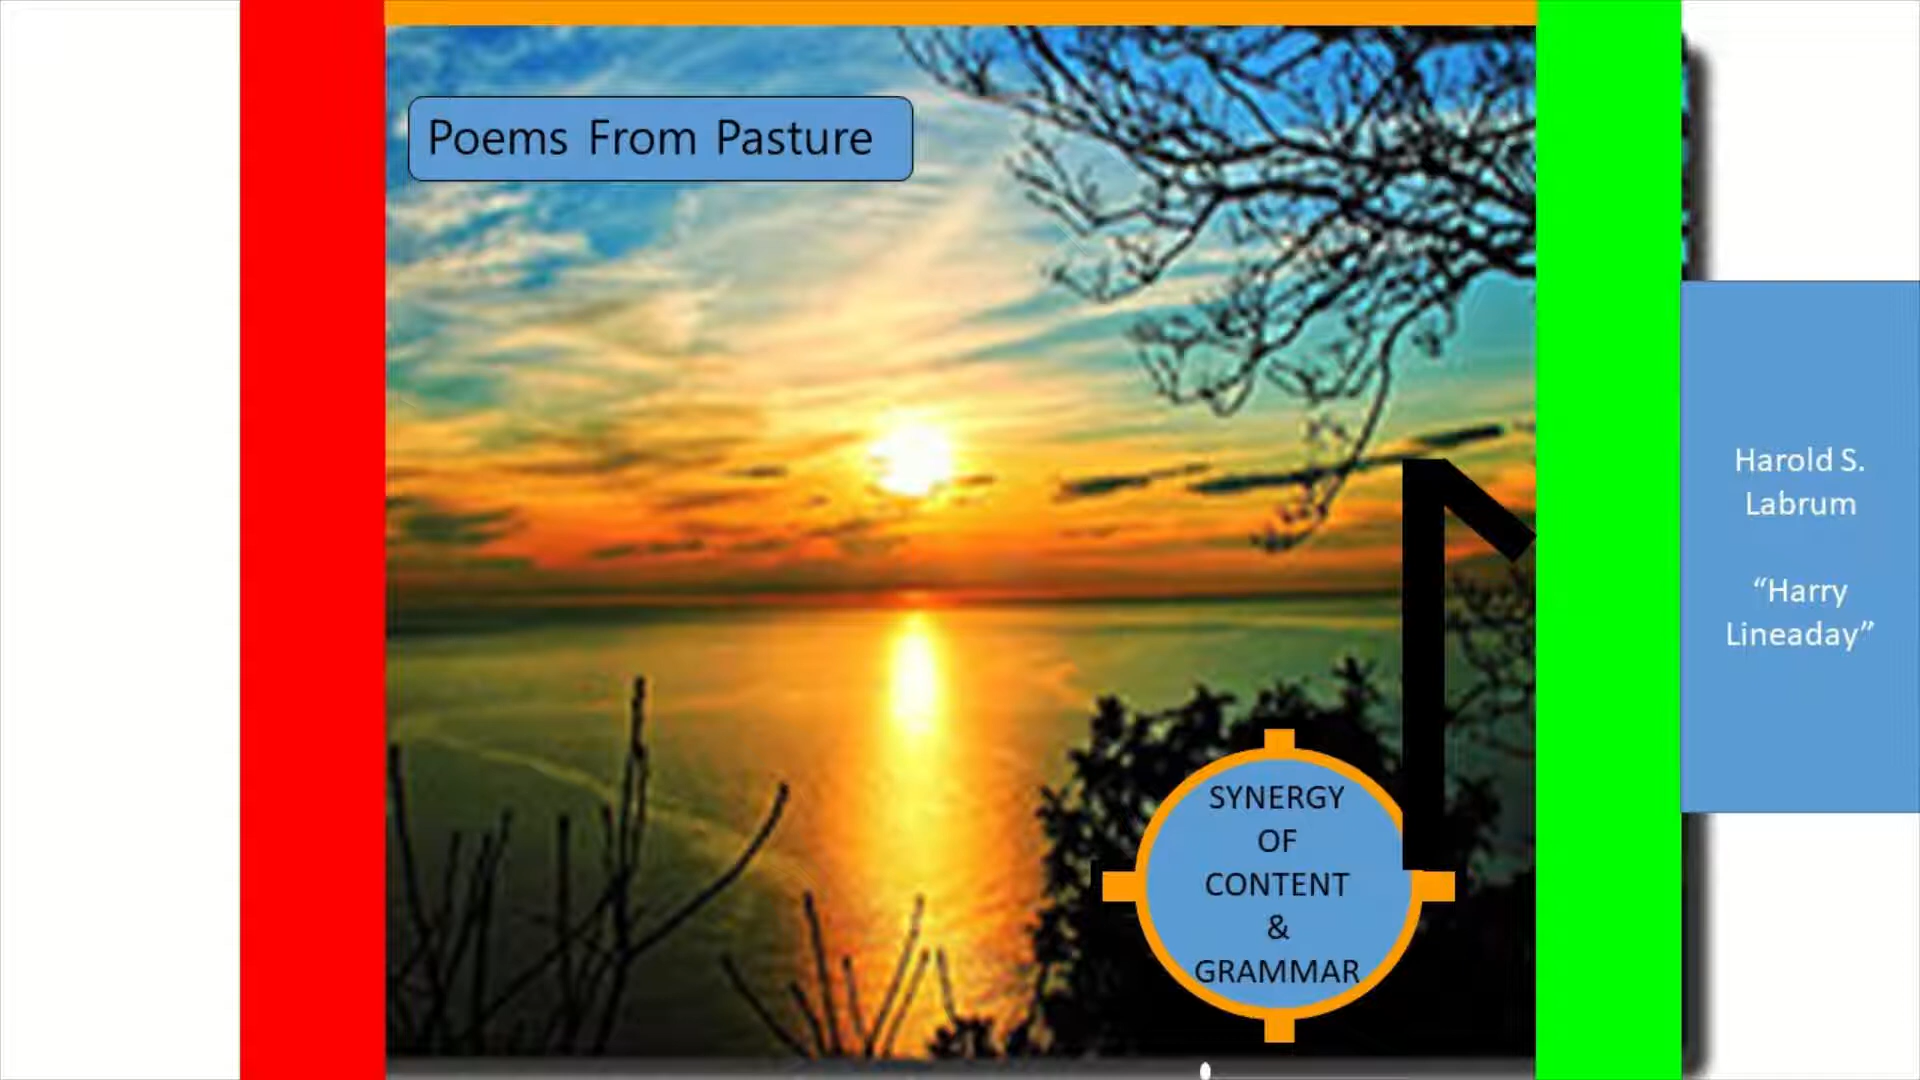 Poems From Pasture
Harold S.
Labrum
“Harry
Lineaday”
SYNERGY
OF
CONTENT
&
GRAMMAR